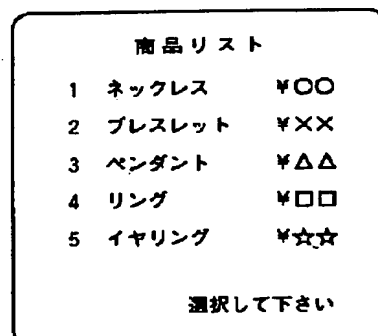 商品リスト
1 ネックレス ¥○○
2 ブレスレット ¥××
3 ペンダント ¥△△
4 リング ¥□□
5 イヤリング ¥☆☆
選択して下さい